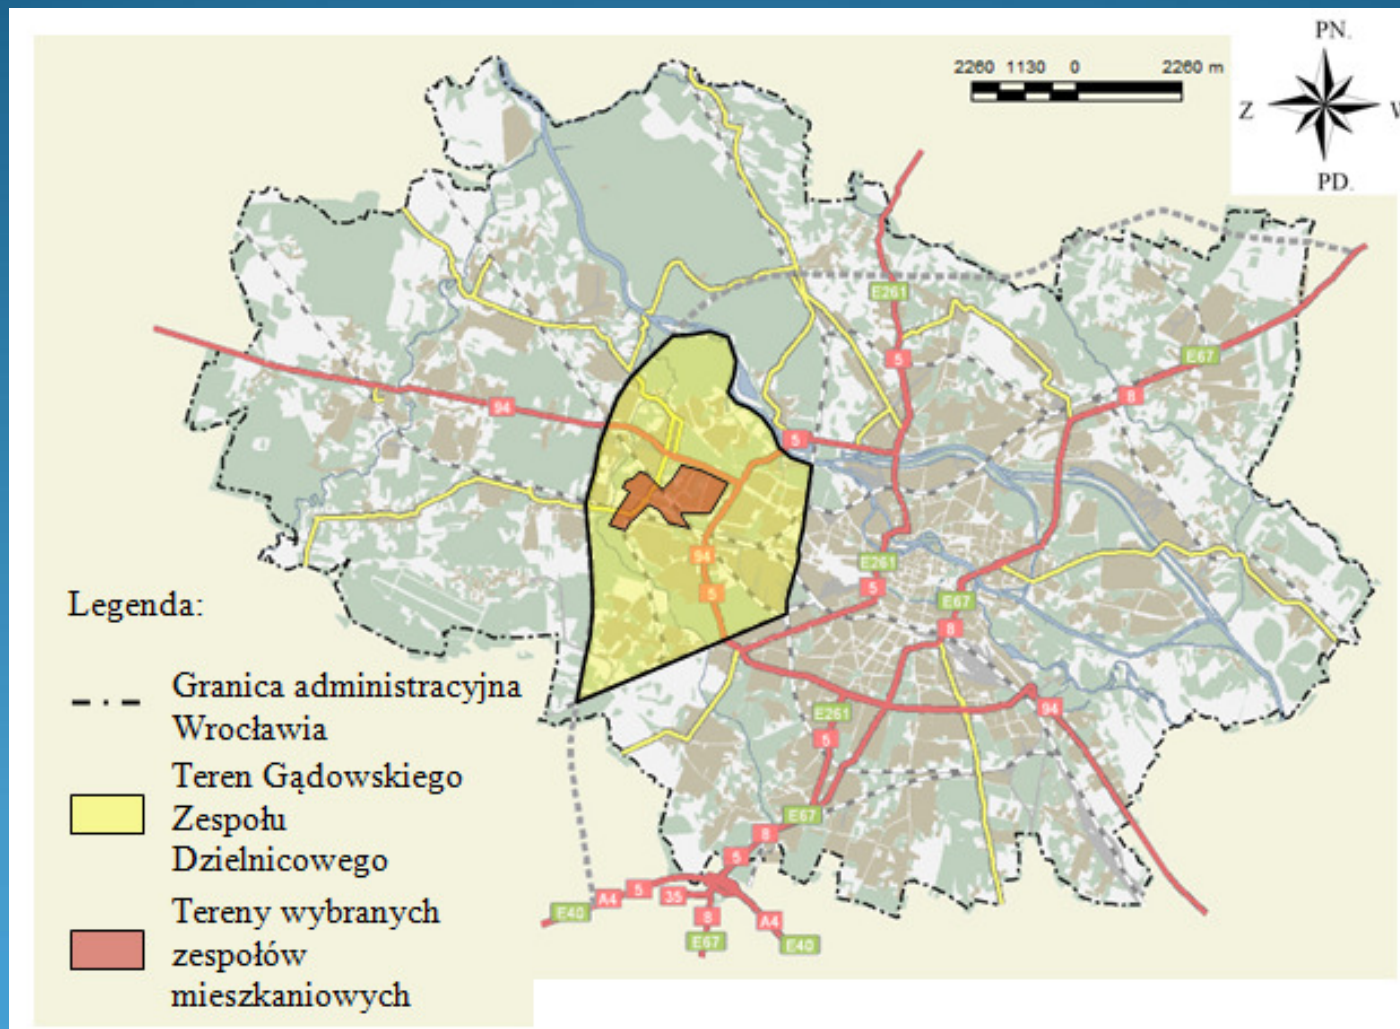 PN.
2260 1130 0 2260 m
Z W
PD.
E261
5
E67
8
94
5
94
5
E261
5
E67
8
Legenda:
Granica administracyjna
Wrocławia
Teren Gądowskiego
Zespołu
Dzielnicowego
Tereny wybranych
zespołów
mieszkaniowych
E261
5
94
E67
8
5
5
A4
35
E40
8
A4
E67
E40